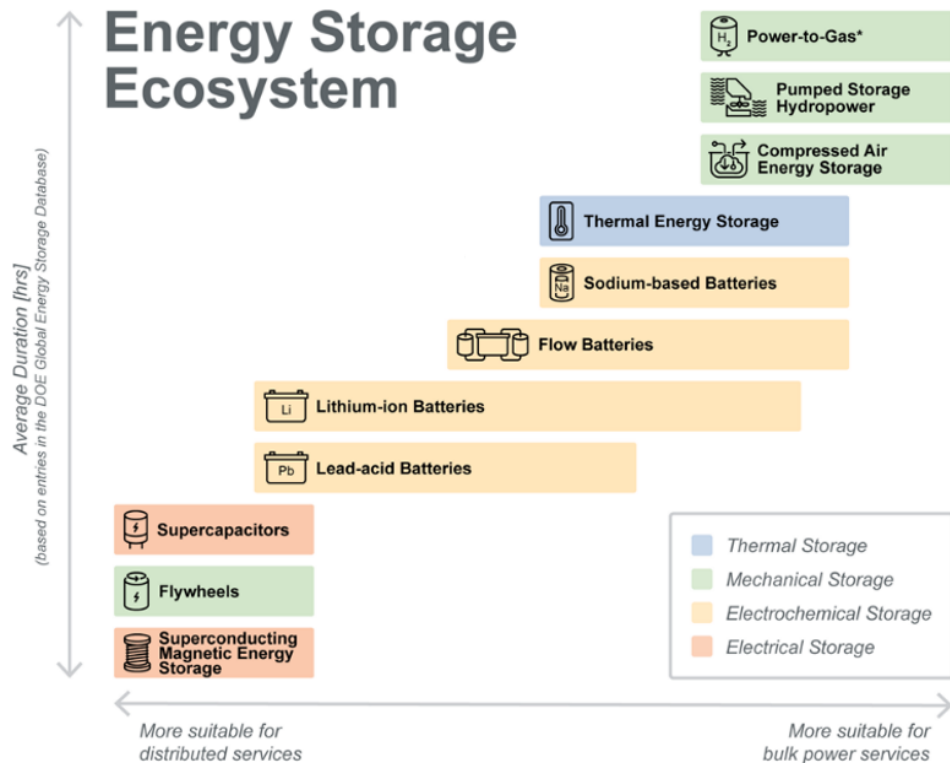 Energy Storage
Ecosystem
Average Duration [hrs]
(based on entries in the DOE Global Energy Storage Database)
H2
Power-to-Gas*
Pumped Storage
Hydropower
Compressed Air
Energy Storage
Thermal Energy Storage
Na
Sodium-based Batteries
Flow Batteries
Li
Lithium-ion Batteries
Pb
Lead-acid Batteries
Supercapacitors
Flywheels
Superconducting
Magnetic Energy
Storage
Thermal Storage
Mechanical Storage
Electrochemical Storage
Electrical Storage
More suitable for
distributed services
More suitable for
bulk power services